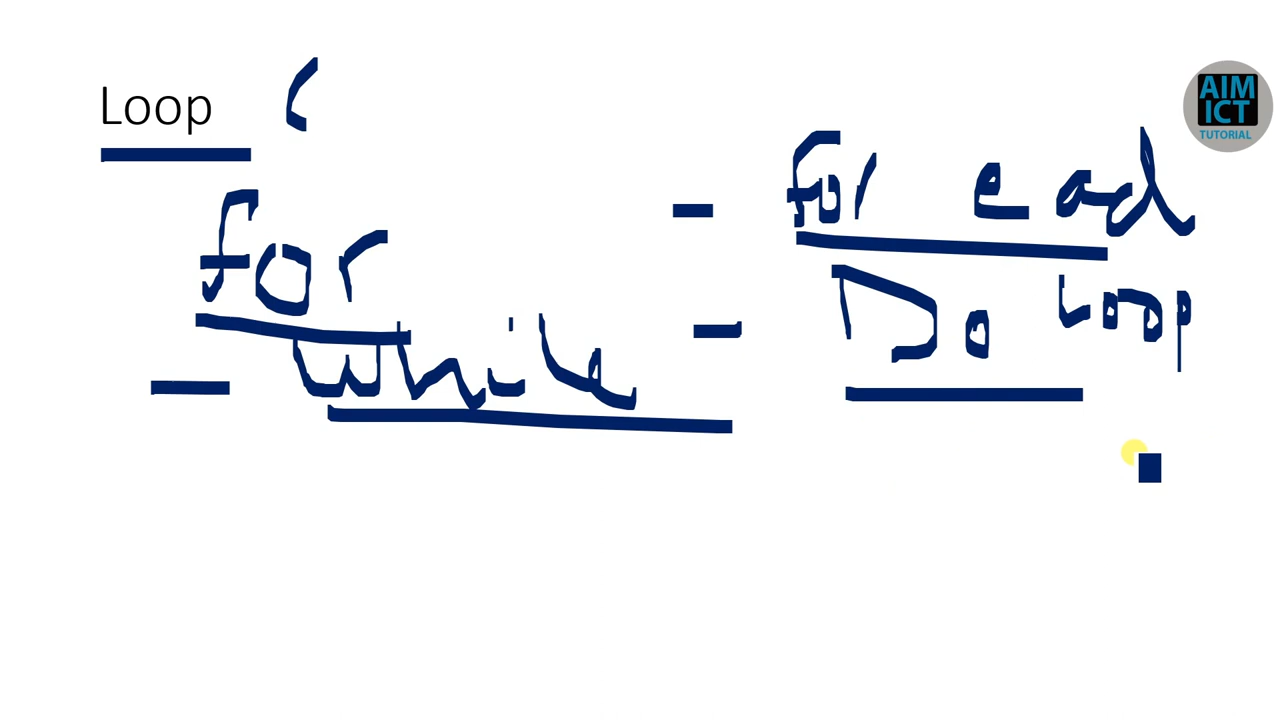 Loop (
for
- while
- for each
- Do Loop
AIM
ICT
TUTORIAL